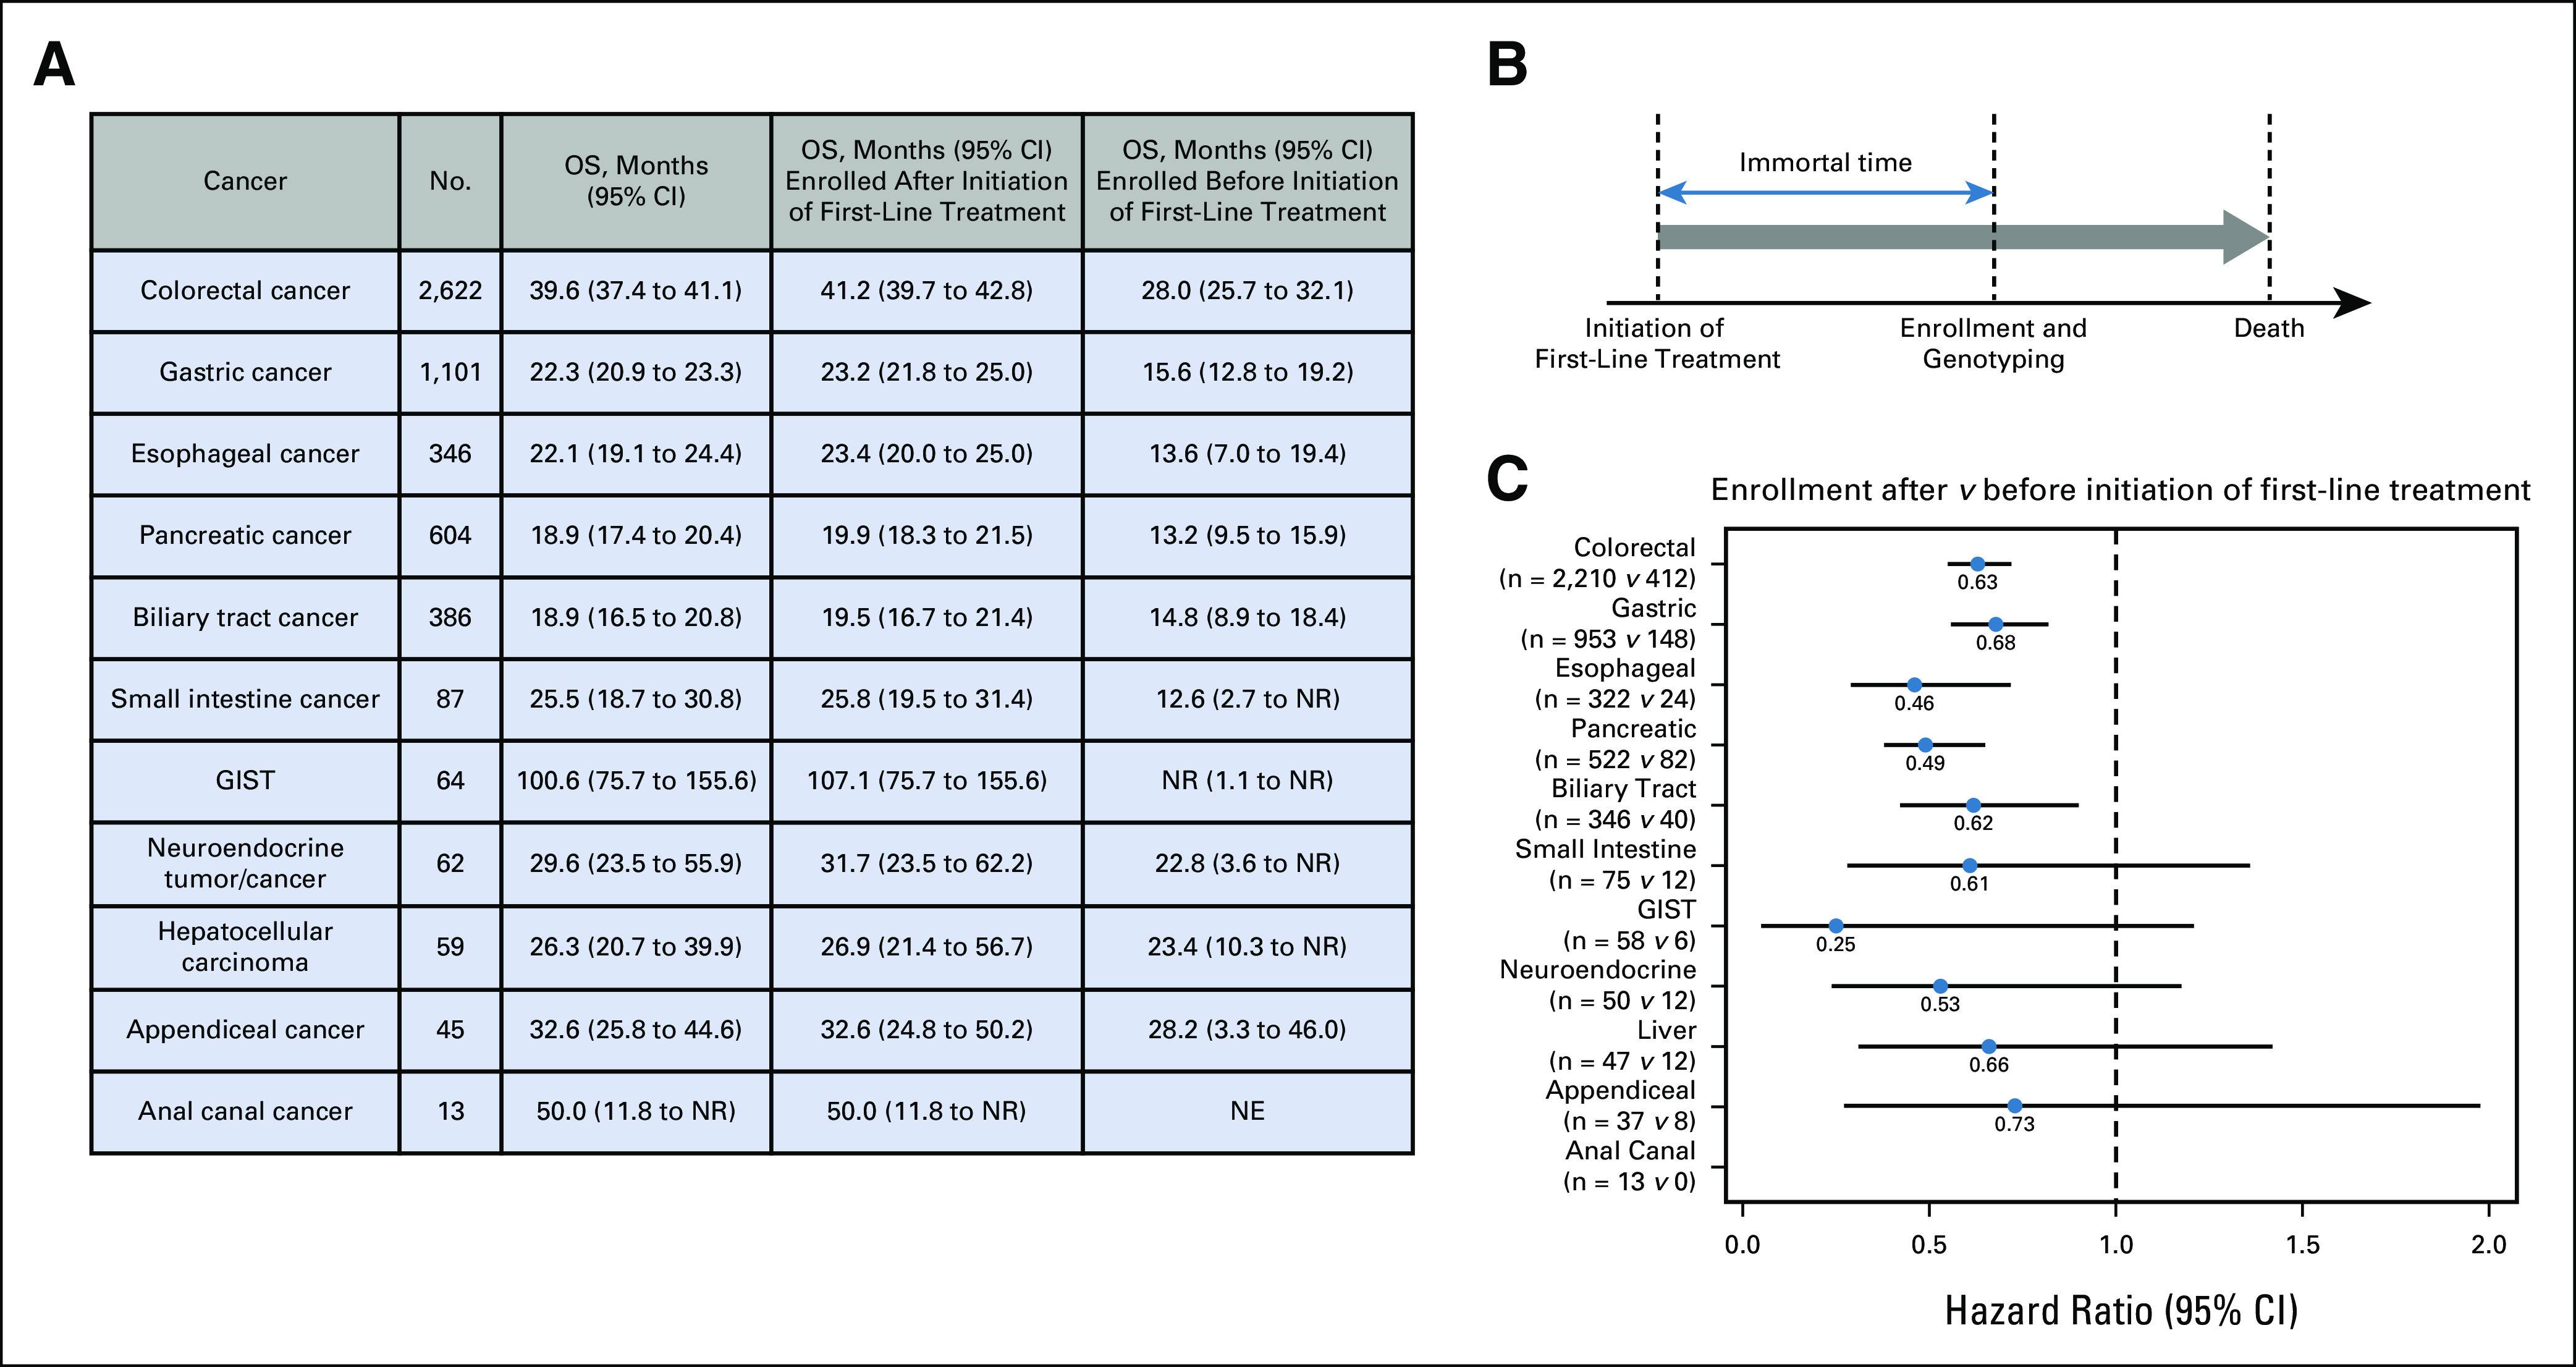 A
Cancer
No.
OS, Months
(95% CI)
OS, Months (95% CI)
Enrolled After Initiation
of First-Line Treatment
OS, Months (95% CI)
Enrolled Before Initiation
of First-Line Treatment
Colorectal cancer 2,622 39.6 (37.4 to 41.1) 41.2 (39.7 to 42.8) 28.0 (25.7 to 32.1)
Gastric cancer 1,101 22.3 (20.9 to 23.3) 23.2 (21.8 to 25.0) 15.6 (12.8 to 19.2)
Esophageal cancer 346 22.1 (19.1 to 24.4) 23.4 (20.0 to 25.0) 13.6 (7.0 to 19.4)
Pancreatic cancer 604 18.9 (17.4 to 20.4) 19.9 (18.3 to 21.5) 13.2 (9.5 to 15.9)
Biliary tract cancer 386 18.9 (16.5 to 20.8) 19.5 (16.7 to 21.4) 14.8 (8.9 to 18.4)
Small intestine cancer 87 25.5 (18.7 to 30.8) 25.8 (19.5 to 31.4) 12.6 (2.7 to NR)
GIST 64 100.6 (75.7 to 155.6) 107.1 (75.7 to 155.6) NR (1.1 to NR)
Neuroendocrine
tumor/cancer
62 29.6 (23.5 to 55.9) 31.7 (23.5 to 62.2) 22.8 (3.6 to NR)
Hepatocellular
carcinoma
59 26.3 (20.7 to 39.9) 26.9 (21.4 to 56.7) 23.4 (10.3 to NR)
Appendiceal cancer 45 32.6 (25.8 to 44.6) 32.6 (24.8 to 50.2) 28.2 (3.3 to 46.0)
Anal canal cancer 13 50.0 (11.8 to NR) 50.0 (11.8 to NR) NE
B
Immortal time
Initiation of
First-Line Treatment
Enrollment and
Genotyping
Death
C
Enrollment after v before initiation of first-line treatment
Colorectal
(n = 2,210 v 412)
0.63
Gastric
(n = 953 v 148)
0.68
Esophageal
(n = 322 v 24)
0.46
Pancreatic
(n = 522 v 82)
0.49
Biliary Tract
(n = 346 v 40)
0.62
Small Intestine
(n = 75 v 12)
0.61
GIST
(n = 58 v 6)
0.25
Neuroendocrine
(n = 50 v 12)
0.53
Liver
(n = 47 v 12)
0.66
Appendiceal
(n = 37 v 8)
0.73
Anal Canal
(n = 13 v 0)
0.0 0.5 1.0 1.5 2.0
Hazard Ratio (95% CI)